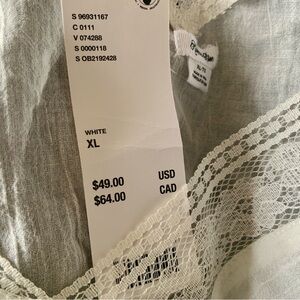 S 96931167
C 0111
V 074288
S 0000118
S OB2192428
WHITE
XL
$49.00 USD
$64.00 CAD